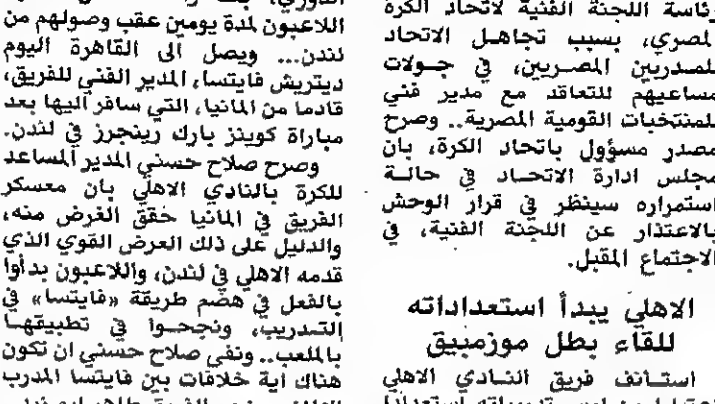 رئاسة اللجنة الفنية لاتحاد الكرة
المصري، بسبب تجاهل الاتحاد
للمدربين المصريين، في جولات
مساعيهم للتعاقد مع مدير فني
للمنتخبات القومية المصرية.. وصرح
مصدر مسؤول باتحاد الكرة، بان
مجلس ادارة الاتحاد في حالة
استمراره سينظر في قرار الوحش
بالاعتذار عن اللجنة الفنية، في
الاجتماع المقبل.
الاهلي يبدأ استعداداته
للقاء بطل موزمبيق
استأنف فريق النادي الاهلي
اللاعبون لمدة يومين عقب وصولهم من
لندن... ويصل الى القاهرة اليوم
ديتريش فايتسا، المدير الفني للفريق،
قادما من المانيا، التي سافر اليها بعد
مباراة كوينز بارك رينجرز في لندن.
وصرح صلاح حسني المدير المساعد
للكرة بالنادي الاهلي بان معسكر
الفريق في المانيا حقق الغرض منه،
والدليل على ذلك العرض القوي الذي
قدمه الاهلي في لندن، واللاعبون بدأوا
بالفعل في هضم طريقة «فايتسا» في
التدريب، ونجحوا في تطبيقها
بالملعب.. ونفى صلاح حسني ان تكون
هناك اية خلافات بين فايتسا المدرب